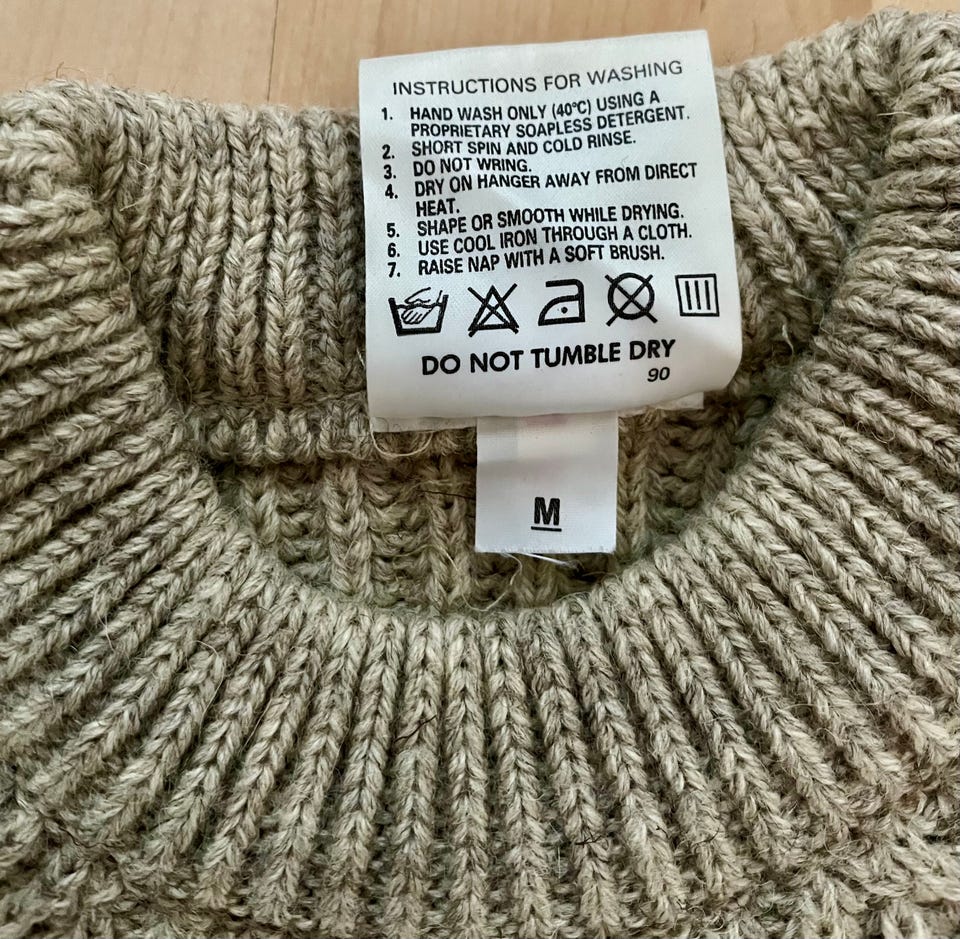 INSTRUCTIONS FOR WASHING
1. HAND WASH ONLY (40°C) USING A
PROPRIETARY SOAPLESS DETERGENT.
2. SHORT SPIN AND COLD RINSE.
3. DO NOT WRING.
4. DRY ON HANGER AWAY FROM DIRECT
HEAT.
5. SHAPE OR SMOOTH WHILE DRYING.
6. USE COOL IRON THROUGH A CLOTH.
7. RAISE NAP WITH A SOFT BRUSH.
DO NOT TUMBLE DRY
90
M